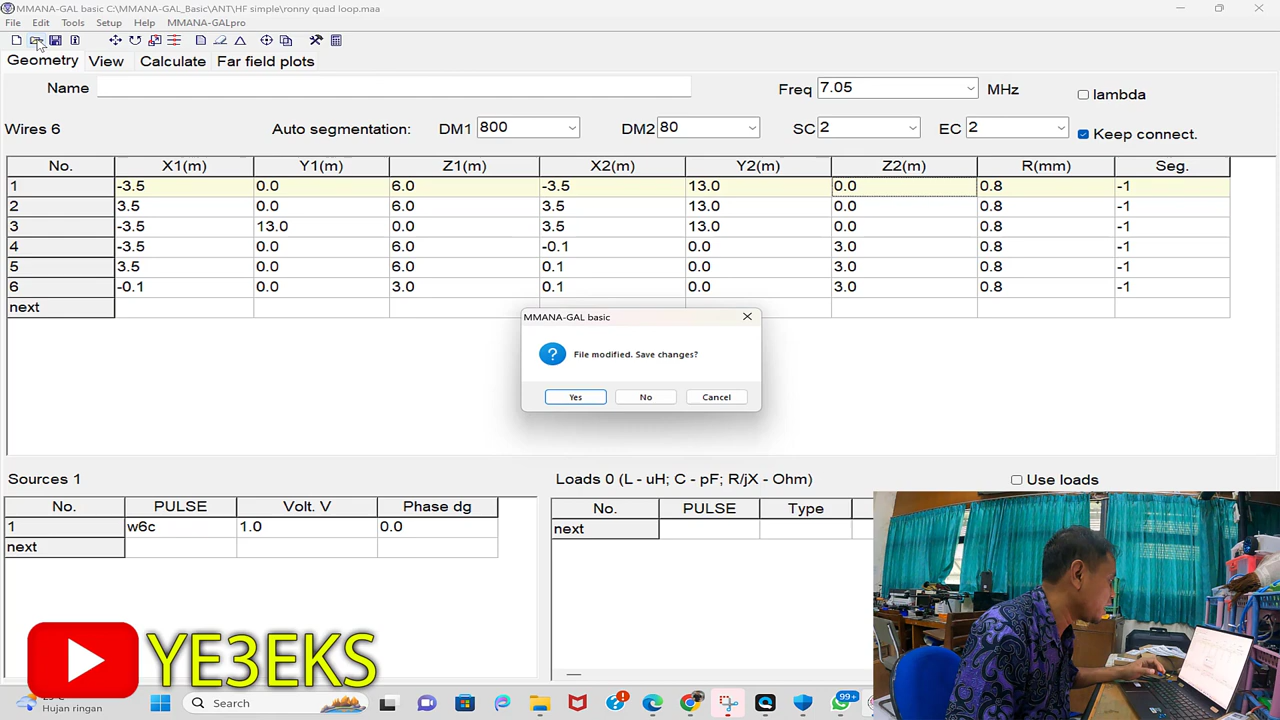 MMANA-GAL basic C:\MMANA-GAL_Basic\ANT\HF simple\ronny quad loop.maa
File Edit Tools Setup Help MMANA-GALpro
Geometry View Calculate Far field plots
Name Freq 7.05 MHz lambda
Wires 6 Auto segmentation: DM1 800 DM2 80 SC 2 EC 2 Keep connect.
No. X1(m) Y1(m) Z1(m) X2(m) Y2(m) Z2(m) R(mm) Seg.
1 -3.5 0.0 6.0 -3.5 13.0 0.0 0.8 -1
2 3.5 0.0 6.0 3.5 13.0 0.0 0.8 -1
3 -3.5 13.0 0.0 3.5 13.0 0.0 0.8 -1
4 -3.5 0.0 6.0 -0.1 0.0 3.0 0.8 -1
5 3.5 0.0 6.0 0.1 0.0 3.0 0.8 -1
6 -0.1 0.0 3.0 0.1 0.0 3.0 0.8 -1
next
MMANA-GAL basic
File modified. Save changes?
Yes No Cancel
Sources 1
No. PULSE Volt. V Phase dg
1 w6c 1.0 0.0
next
Loads 0 (L - uH; C - pF; R/jX - Ohm) Use loads
No. PULSE Type
next
YE3EKS
Hujan ringan
Search
99+